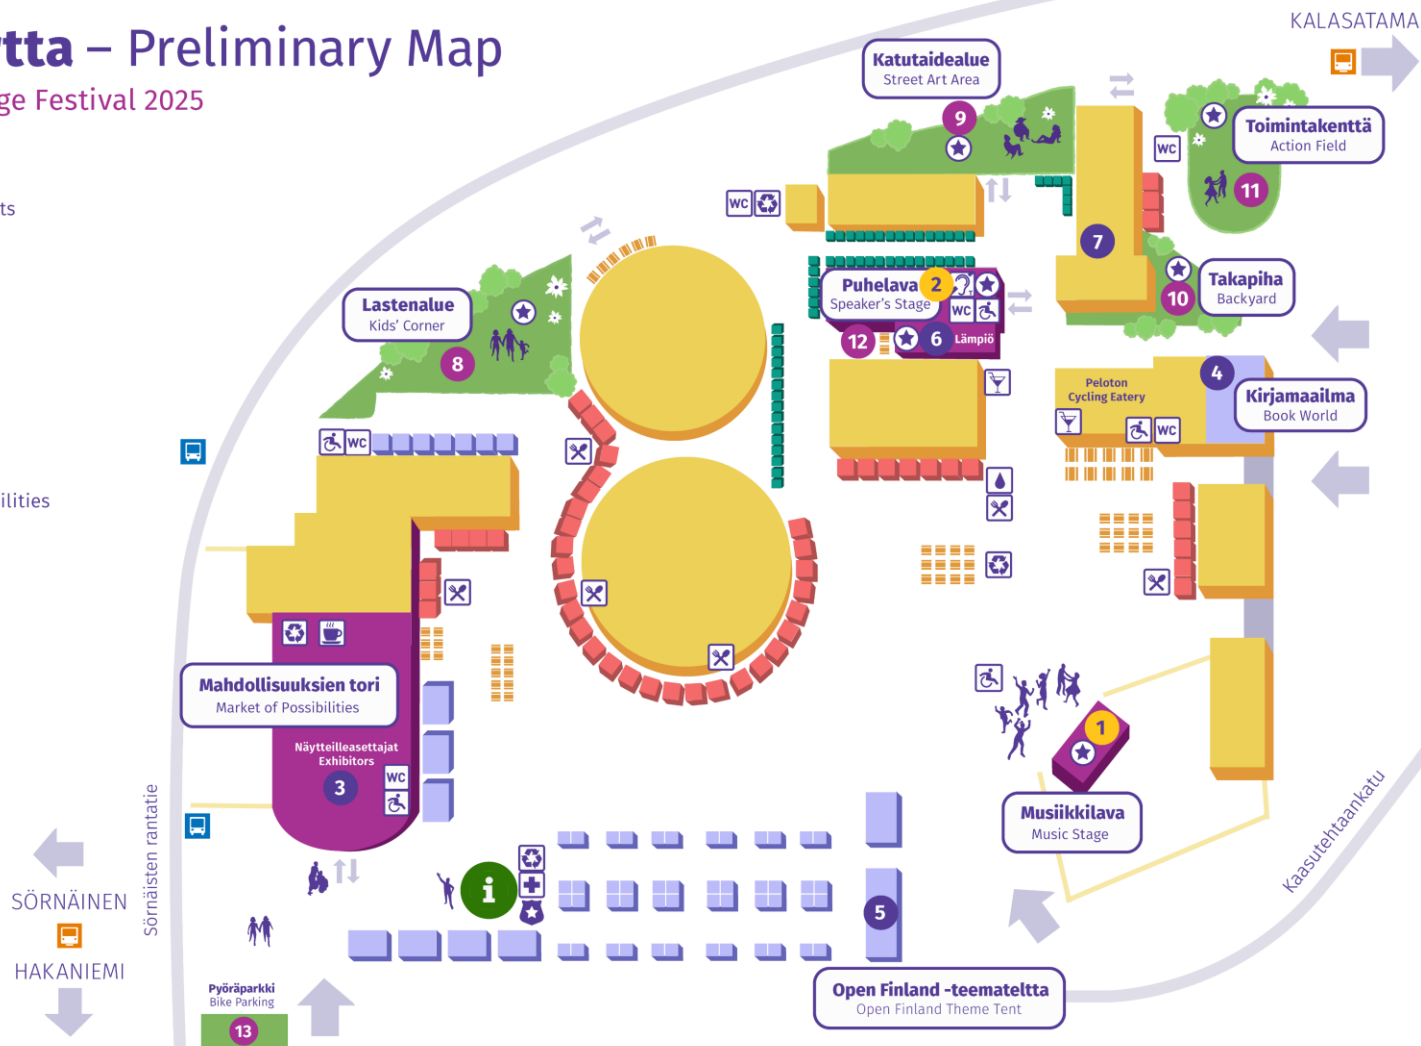 tta – Preliminary Map
ge Festival 2025
ts
ilities
KALASATAMA
Katutaidealue
Street Art Area
9
Toimintakenttä
Action Field
11
WC
WC
7
Takapiha
Backyard
10
Lastenalue
Kids' Corner
8
Puhelava
Speaker's Stage
2
WC
12
6
Lämpiö
4
Peloton
Cycling Eatery
Kirjamaailma
Book World
WC
WC
Mahdollisuuksien tori
Market of Possibilities
Näytteilleasettajat
Exhibitors
3
WC
1
Musiikkilava
Music Stage
Sörnäisten rantatie
Kaasutehtaankatu
SÖRNÄINEN
HAKANIEMI
i
5
Open Finland -teemateltta
Open Finland Theme Tent
Pyöräparkki
Bike Parking
13